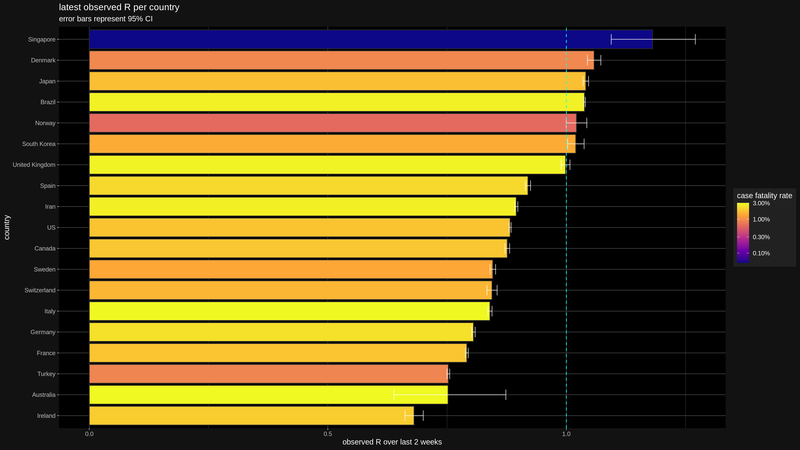 latest observed R per country
error bars represent 95% CI
Singapore
Denmark
Japan
Brazil
Norway
South Korea
United Kingdom
Spain
Iran
US
Canada
Sweden
Switzerland
Italy
Germany
France
Turkey
Australia
Ireland
country
0.0
0.5
1.0
observed R over last 2 weeks
case fatality rate
3.00%
1.00%
0.30%
0.10%